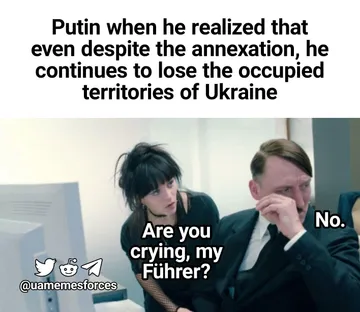 Putin when he realized that
even despite the annexation, he
continues to lose the occupied
territories of Ukraine
Are you
crying, my
Führer?
No.
@uamemesforces